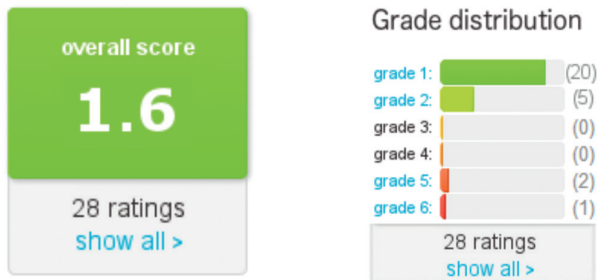 overall score
1.6
28 ratings
show all >
Grade distribution
grade 1: (20)
grade 2: (5)
grade 3: (0)
grade 4: (0)
grade 5: (2)
grade 6: (1)
28 ratings
show all >